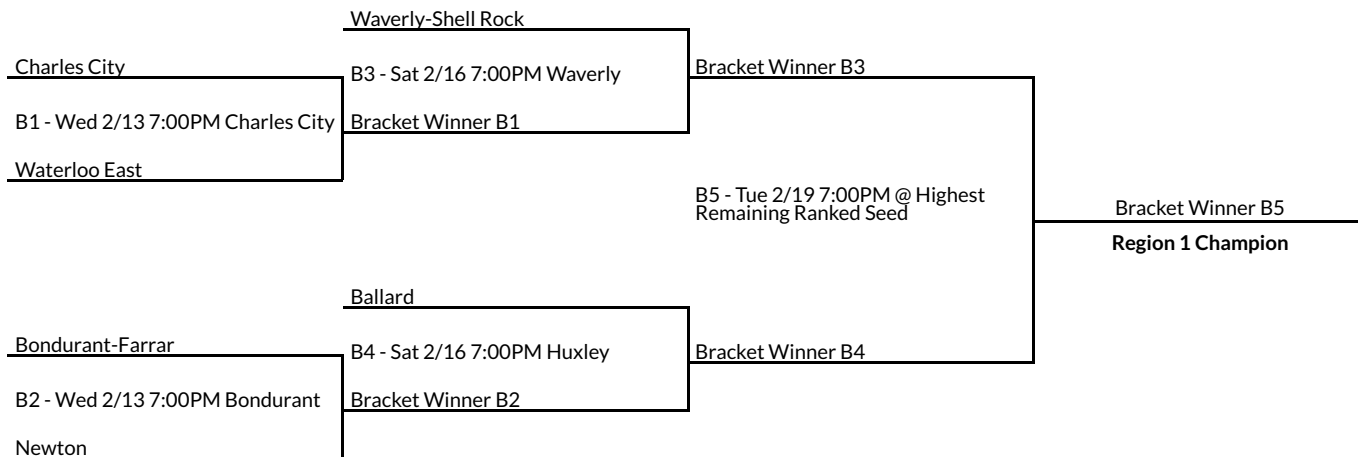 Waverly-Shell Rock
Charles City
B3 - Sat 2/16 7:00PM Waverly
Bracket Winner B3
B1 - Wed 2/13 7:00PM Charles City
Bracket Winner B1
Waterloo East
B5 - Tue 2/19 7:00PM @ Highest
Remaining Ranked Seed
Bracket Winner B5
Region 1 Champion
Ballard
Bondurant-Farrar
B4 - Sat 2/16 7:00PM Huxley
Bracket Winner B4
B2 - Wed 2/13 7:00PM Bondurant
Bracket Winner B2
Newton